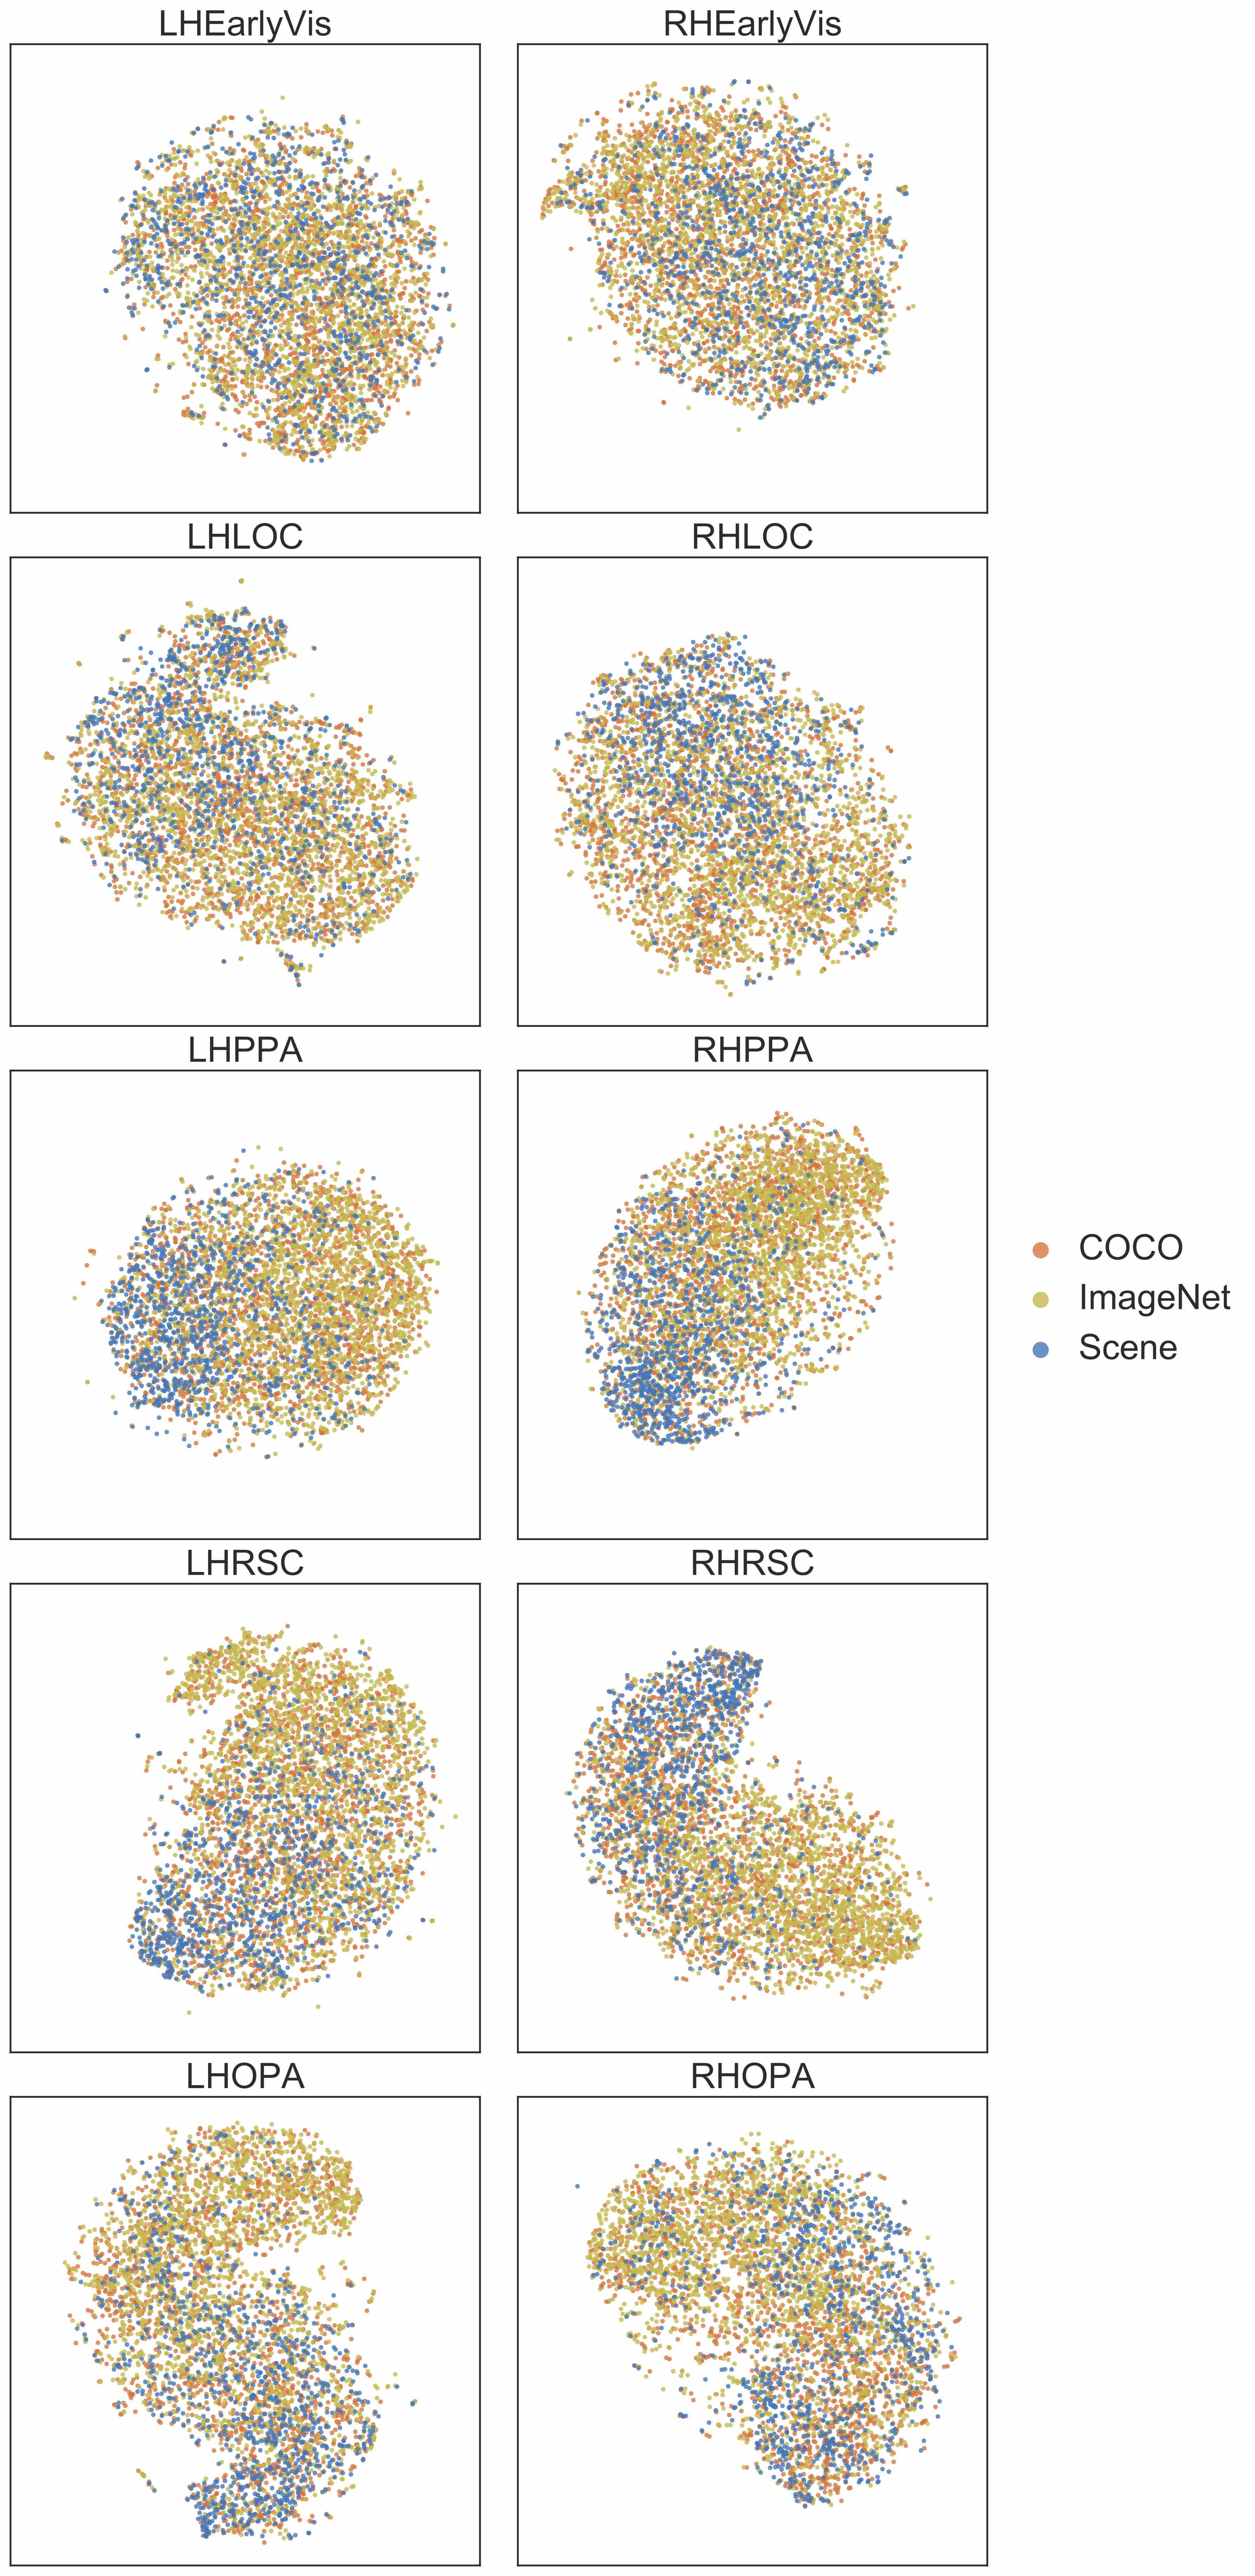 LHEarlyVis
RHEarlyVis
LHLOC
RHLOC
LHPPA
RHPPA
COCO
ImageNet
Scene
LHRSC
RHRSC
LHOPA
RHOPA